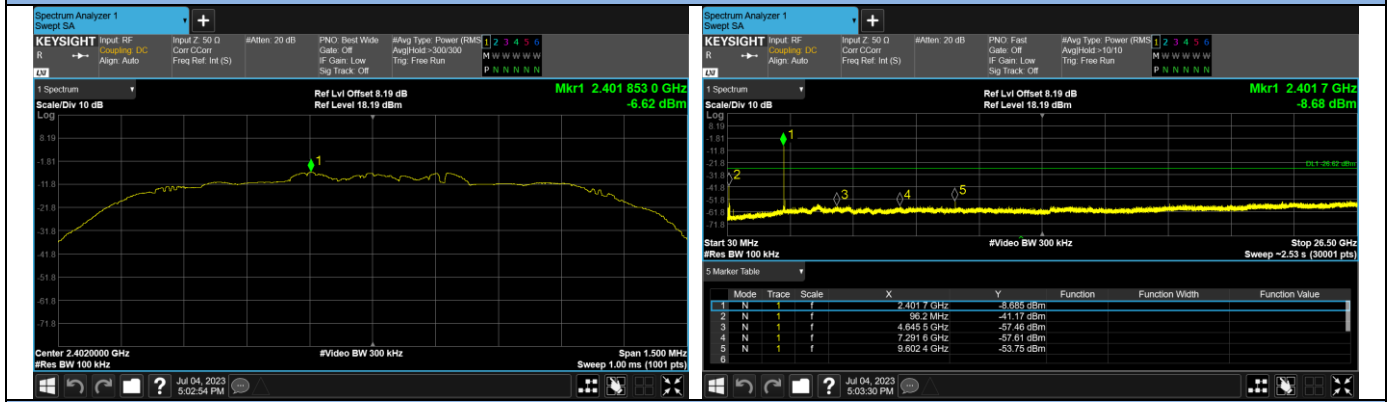 Spectrum Analyzer 1
Swept SA
+
KEYSIGHT
R
LXI
Input: RF
Coupling: DC
Align: Auto
Input Z: 50 Ω
Corr CCorr
Freq Ref: Int (S)
#Atten: 20 dB
PNO: Best Wide
Gate: Off
IF Gain: Low
Sig Track: Off
#Avg Type: Power (RMS
Avg|Hold:>300/300
Trig: Free Run
1 2 3 4 5 6
M W W W W W
P N N N N N
1 Spectrum
Scale/Div 10 dB
Log
Ref Lvl Offset 8.19 dB
Ref Level 18.19 dBm
Mkr1 2.401 853 0 GHz
-6.62 dBm
8.19
-1.81
-11.8
-21.8
-31.8
-41.8
-51.8
-61.8
-71.8
1
Center 2.4020000 GHz
#Res BW 100 kHz
#Video BW 300 kHz
Span 1.500 MHz
Sweep 1.00 ms (1001 pts)
?
Jul 04, 2023
5:02:54 PM
Spectrum Analyzer 1
Swept SA
+
KEYSIGHT
R
LXI
Input: RF
Coupling: DC
Align: Auto
Input Z: 50 Ω
Corr CCorr
Freq Ref: Int (S)
#Atten: 20 dB
PNO: Fast
Gate: Off
IF Gain: Low
Sig Track: Off
#Avg Type: Power (RMS
Avg|Hold:>10/10
Trig: Free Run
1 2 3 4 5 6
M W W W W W
P N N N N N
1 Spectrum
Scale/Div 10 dB
Log
Ref Lvl Offset 8.19 dB
Ref Level 18.19 dBm
Mkr1 2.401 7 GHz
-8.68 dBm
8.19
-1.81
-11.8
-21.8
-31.8
-41.8
-51.8
-61.8
-71.8
1
2
3
4
5
DL1 -26.62 dBm
Start 30 MHz
#Res BW 100 kHz
#Video BW 300 kHz
Stop 26.50 GHz
Sweep ~2.53 s (30001 pts)
5 Marker Table
Mode Trace Scale X Y Function Function Width Function Value
1 N 1 f 2.401 7 GHz -8.685 dBm
2 N 1 f 96.2 MHz -41.17 dBm
3 N 1 f 4.645 5 GHz -57.46 dBm
4 N 1 f 7.291 6 GHz -57.61 dBm
5 N 1 f 9.602 4 GHz -53.75 dBm
6
?
Jul 04, 2023
5:03:30 PM